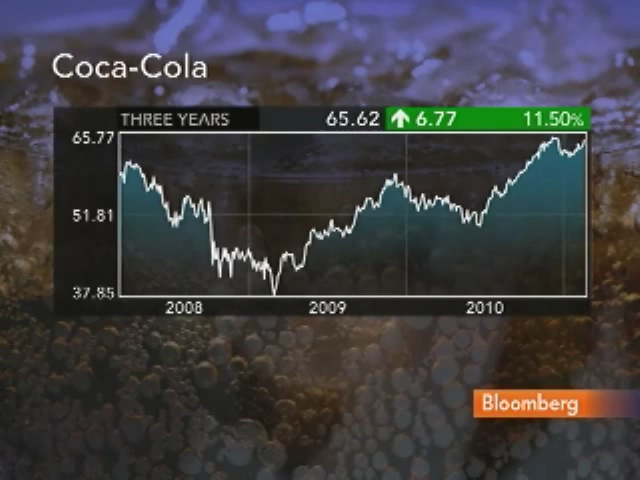 Coca-Cola
THREE YEARS 65.62 6.77 11.50%
65.77
51.81
37.85
2008 2009 2010
Bloomberg